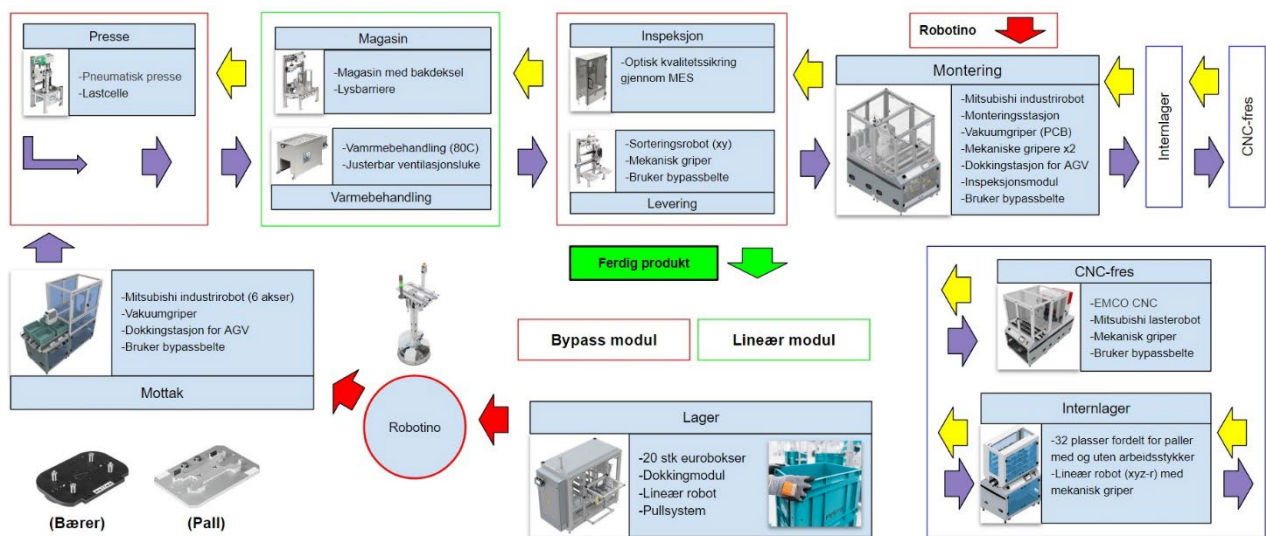 Presse
-Pneumatisk presse
-Lastcelle
Magasin
-Magasin med bakdeksel
-Lysbarriere
-Vammebehandling (80C)
-Justerbar ventilasjonsluke
Varmebehandling
Inspeksjon
-Optisk kvalitetssikring
gjennom MES
-Sorteringsrobot (xy)
-Mekanisk griper
-Bruker bypassbelte
Levering
Robotino
Montering
-Mitsubishi industrirobot
-Monteringsstasjon
-Vakuumgriper (PCB)
-Mekaniske gripere x2
-Dokkingstasjon for AGV
-Inspeksjonsmodul
-Bruker bypassbelte
Internlager
CNC-fres
-Mitsubishi industrirobot (6 akser)
-Vakuumgriper
-Dokkingstasjon for AGV
-Bruker bypassbelte
Mottak
Robotino
Ferdig produkt
Bypass modul
Lineær modul
Lager
-20 stk eurobokser
-Dokkingmodul
-Lineær robot
-Pullsystem
CNC-fres
-EMCO CNC
-Mitsubishi lasterobot
-Mekanisk griper
-Bruker bypassbelte
Internlager
-32 plasser fordelt for paller
med og uten arbeidsstykker
-Lineær robot (xyz-r) med
mekanisk griper
(Bærer)
(Pall)